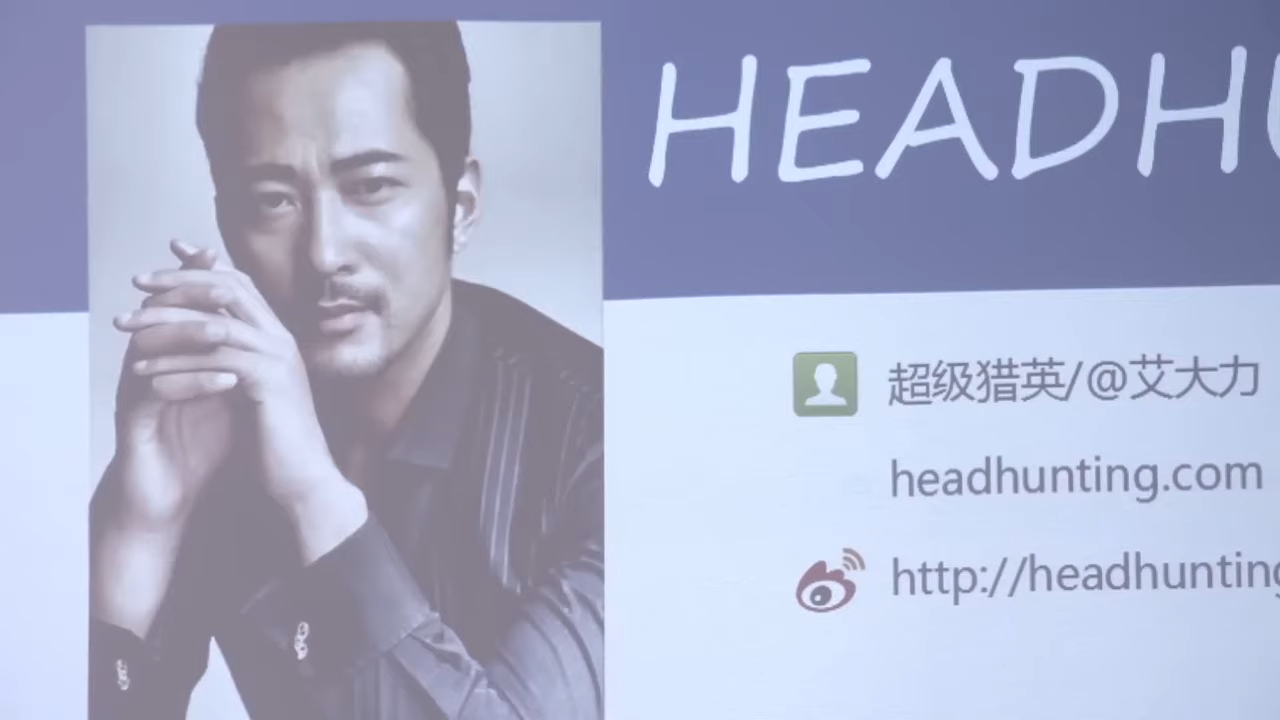 HEADHU
超级猎英/@艾大力
headhunting.com
http://headhunting